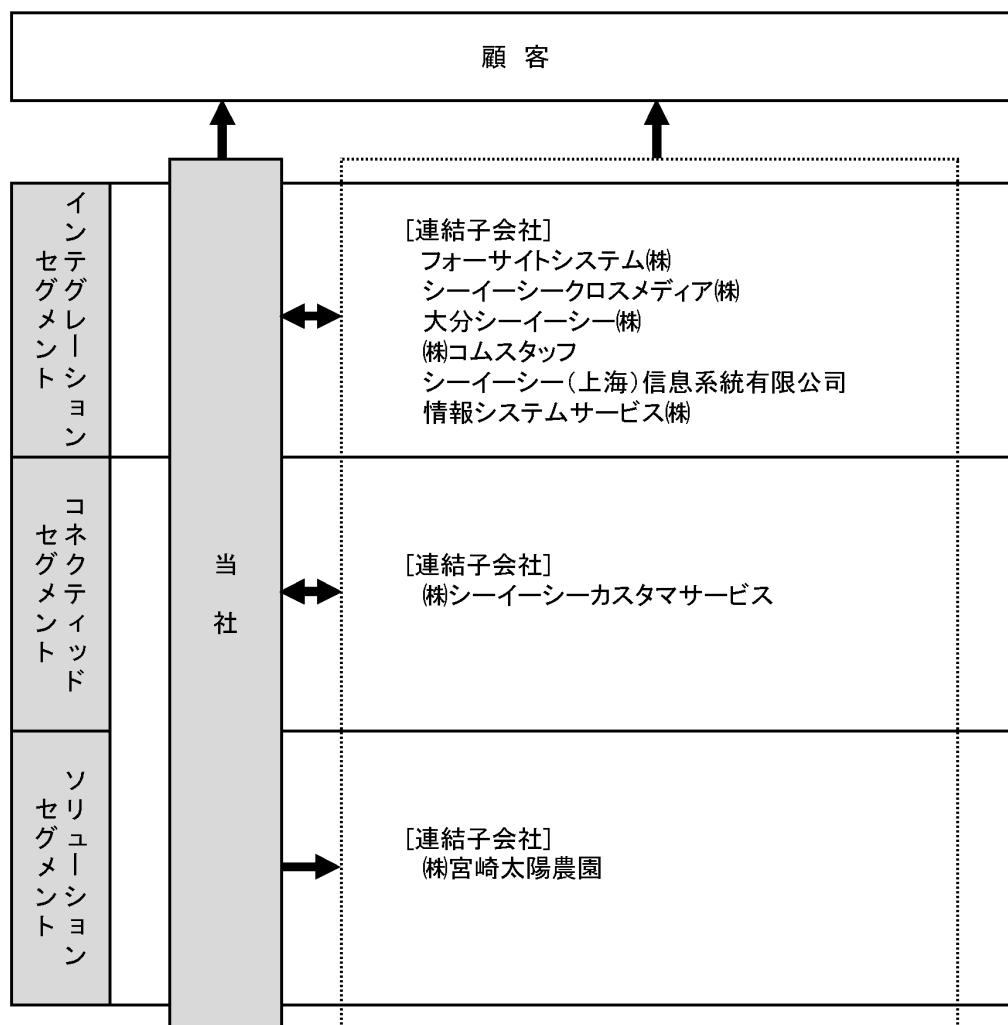 顧 客
インテグレーション
セグメント
[連結子会社]
フォーサイトシステム㈱
シーイーシークロスメディア㈱
大分シーイーシー㈱
㈱コムスタッフ
シーイーシー(上海)信息系統有限公司
情報システムサービス㈱
コネクティッド
セグメント
当
社
[連結子会社]
㈱シーイーシーカスタマサービス
ソリューション
セグメント
[連結子会社]
㈱宮崎太陽農園